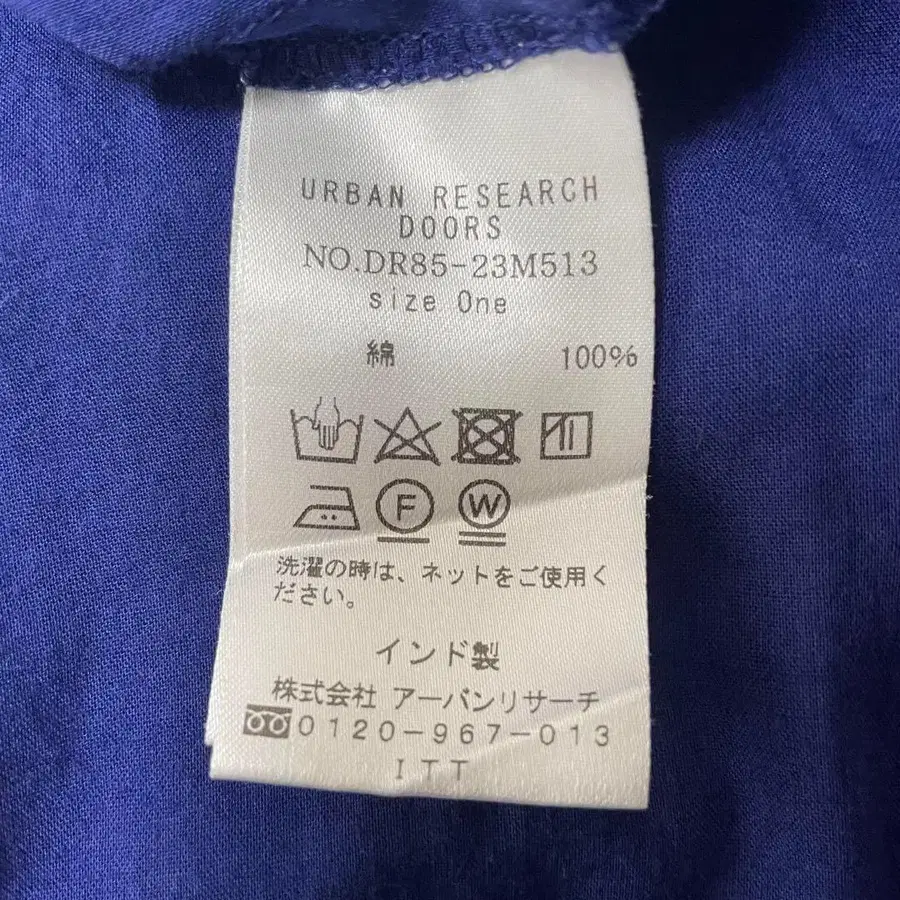 URBAN RESEARCH
DOORS
NO.DR85-23M513
size One
綿 100%
F W
洗濯の時は、ネットをご使用く
ださい。
インド製
株式会社 アーバンリサーチ
0120-967-013
ITT